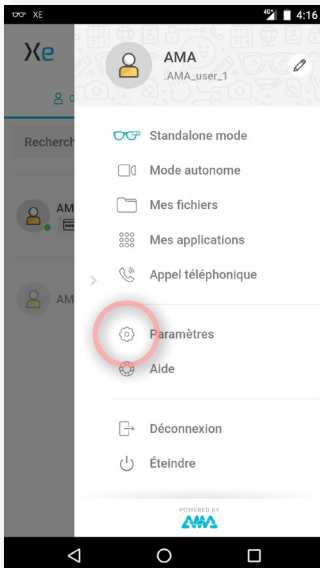 XE 4G 4:16
Xe
AMA
.AMA_user_1
C
Recherch
Standalone mode
Mode autonome
Mes fichiers
AM
Mes applications
Appel téléphonique
AM
Paramètres
Aide
Déconnexion
Éteindre
POWERED BY
AMA